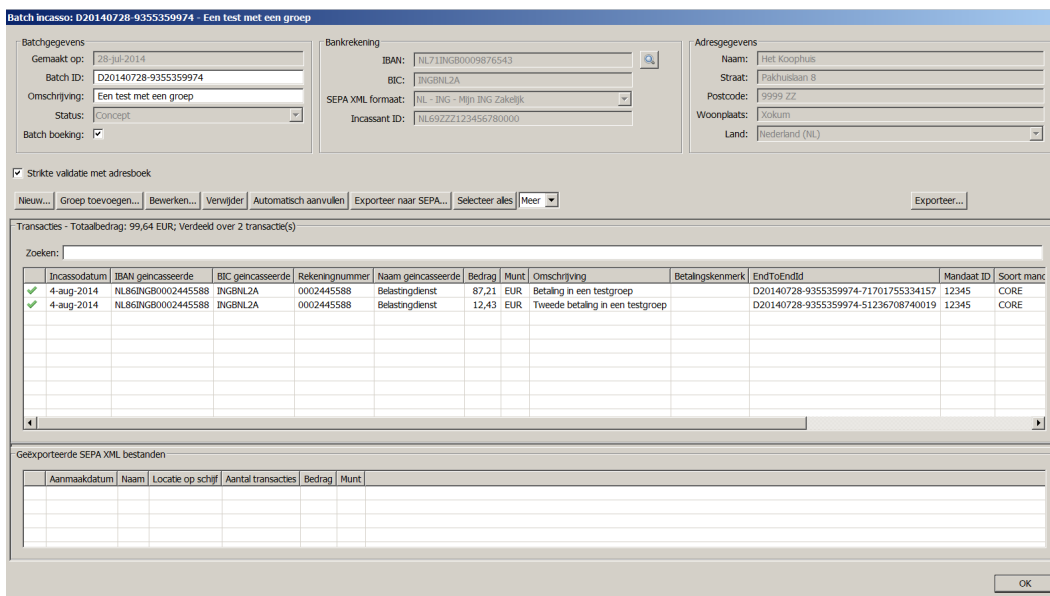 Batch incasso: D20140728-9355359974 - Een test met een groep
Batchgegevens
Gemaakt op: 28-jul-2014
Batch ID: D20140728-9355359974
Omschrijving: Een test met een groep
Status: Concept
Batch boeking:
Bankrekening
IBAN: NL71INGB0009876543
BIC: INGBNL2A
SEPA XML formaat: NL - ING - Mijn ING Zakelijk
Incassant ID: NL69ZZZ123456780000
Adresgegevens
Naam: Het Koophuis
Straat: Pakhuislaan 8
Postcode: 9999 ZZ
Woonplaats: Xokum
Land: Nederland (NL)
Strikte validatie met adresboek
Nieuw... Groep toevoegen... Bewerken... Verwijder Automatisch aanvullen Exporteer naar SEPA... Selecteer alles Meer Exporteer...
Transacties - Totaalbedrag: 99,64 EUR; Verdeeld over 2 transactie(s)
Zoeken:
Incassodatum IBAN geincasseerde BIC geincasseerde Rekeningnummer Naam geincasseerde Bedrag Munt Omschrijving Betalingskenmerk EndToEndId Mandaat ID Soort mand
4-aug-2014 NL86INGB0002445588 INGBNL2A 0002445588 Belastingdienst 87,21 EUR Betaling in een testgroep D20140728-9355359974-71701755334157 12345 CORE
4-aug-2014 NL86INGB0002445588 INGBNL2A 0002445588 Belastingdienst 12,43 EUR Tweede betaling in een testgroep D20140728-9355359974-51236708740019 12345 CORE
Geëxporteerde SEPA XML bestanden
Aanmaakdatum Naam Locatie op schijf Aantal transacties Bedrag Munt
OK